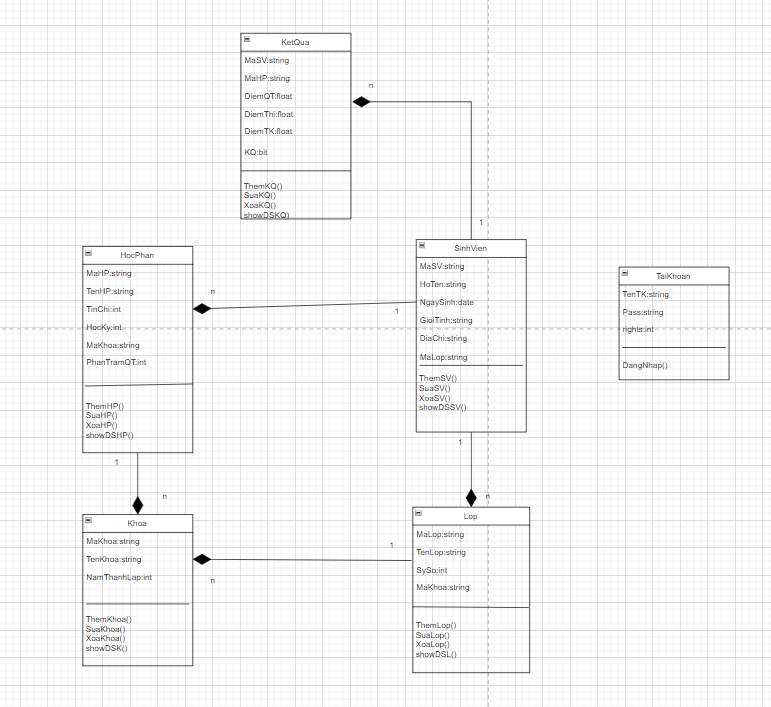 KetQua
MaSV:string
MaHP:string
DiemQT:float
DiemThi:float
DiemTK:float
KQ:bit
ThemKQ()
SuaKQ()
XoaKQ()
showDSKQ)
n
1
HocPhan
MaHP:string
TenHP:string
TinChi:int
HocKy:int
MaKhoa:string
PhanTramQT:int
ThemHP()
SuaHP()
XoaHP()
showDSHP()
n
1
SinhVien
MaSV:string
HoTen:string
NgaySinh:date
GioiTinh:string
DiaChi:string
MaLop:string
ThemSV()
SuaSV()
XoaSV()
showDSSV()
TaiKhoan
TenTK:string
Pass:string
rights:int
DangNhap()
1
n
1
n
Khoa
MaKhoa:string
TenKhoa:string
NamThanhLap:int
ThemKhoa()
SuaKhoa()
XoaKhoa()
showDSK()
1
n
Lop
MaLop:string
TenLop:string
SySo:int
MaKhoa:string
ThemLop()
SuaLop()
XoaLop()
showDSL()